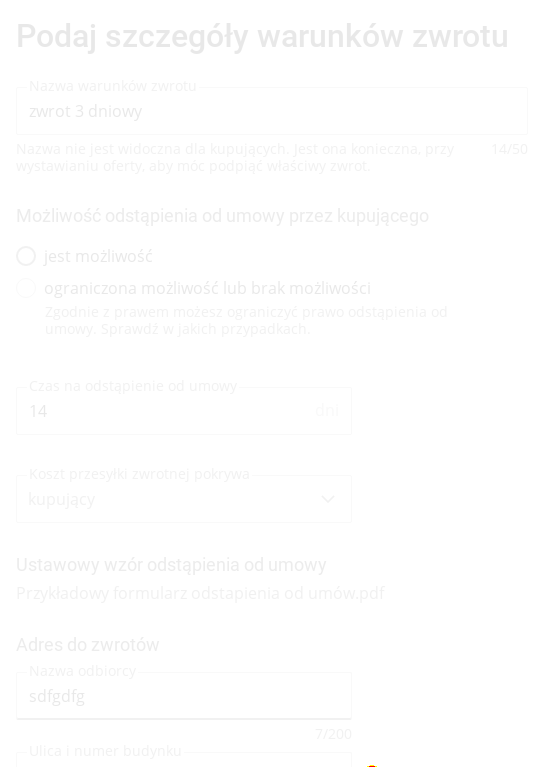 Podaj szczegóły warunków zwrotu
Nazwa warunków zwrotu
zwrot 3 dniowy
Nazwa nie jest widoczna dla kupujących. Jest ona konieczna, przy 14/50
wystawianiu oferty, aby móc podpiąć właściwy zwrot.
Możliwość odstąpienia od umowy przez kupującego
jest możliwość
ograniczona możliwość lub brak możliwości
Zgodnie z prawem możesz ograniczyć prawo odstąpienia od
umowy. Sprawdź w jakich przypadkach.
Czas na odstąpienie od umowy
14 dni
Koszt przesyłki zwrotnej pokrywa
kupujący
Ustawowy wzór odstąpienia od umowy
Przykładowy formularz odstapienia od umów.pdf
Adres do zwrotów
Nazwa odbiorcy
sdfgdfg
7/200
Ulica i numer budynku